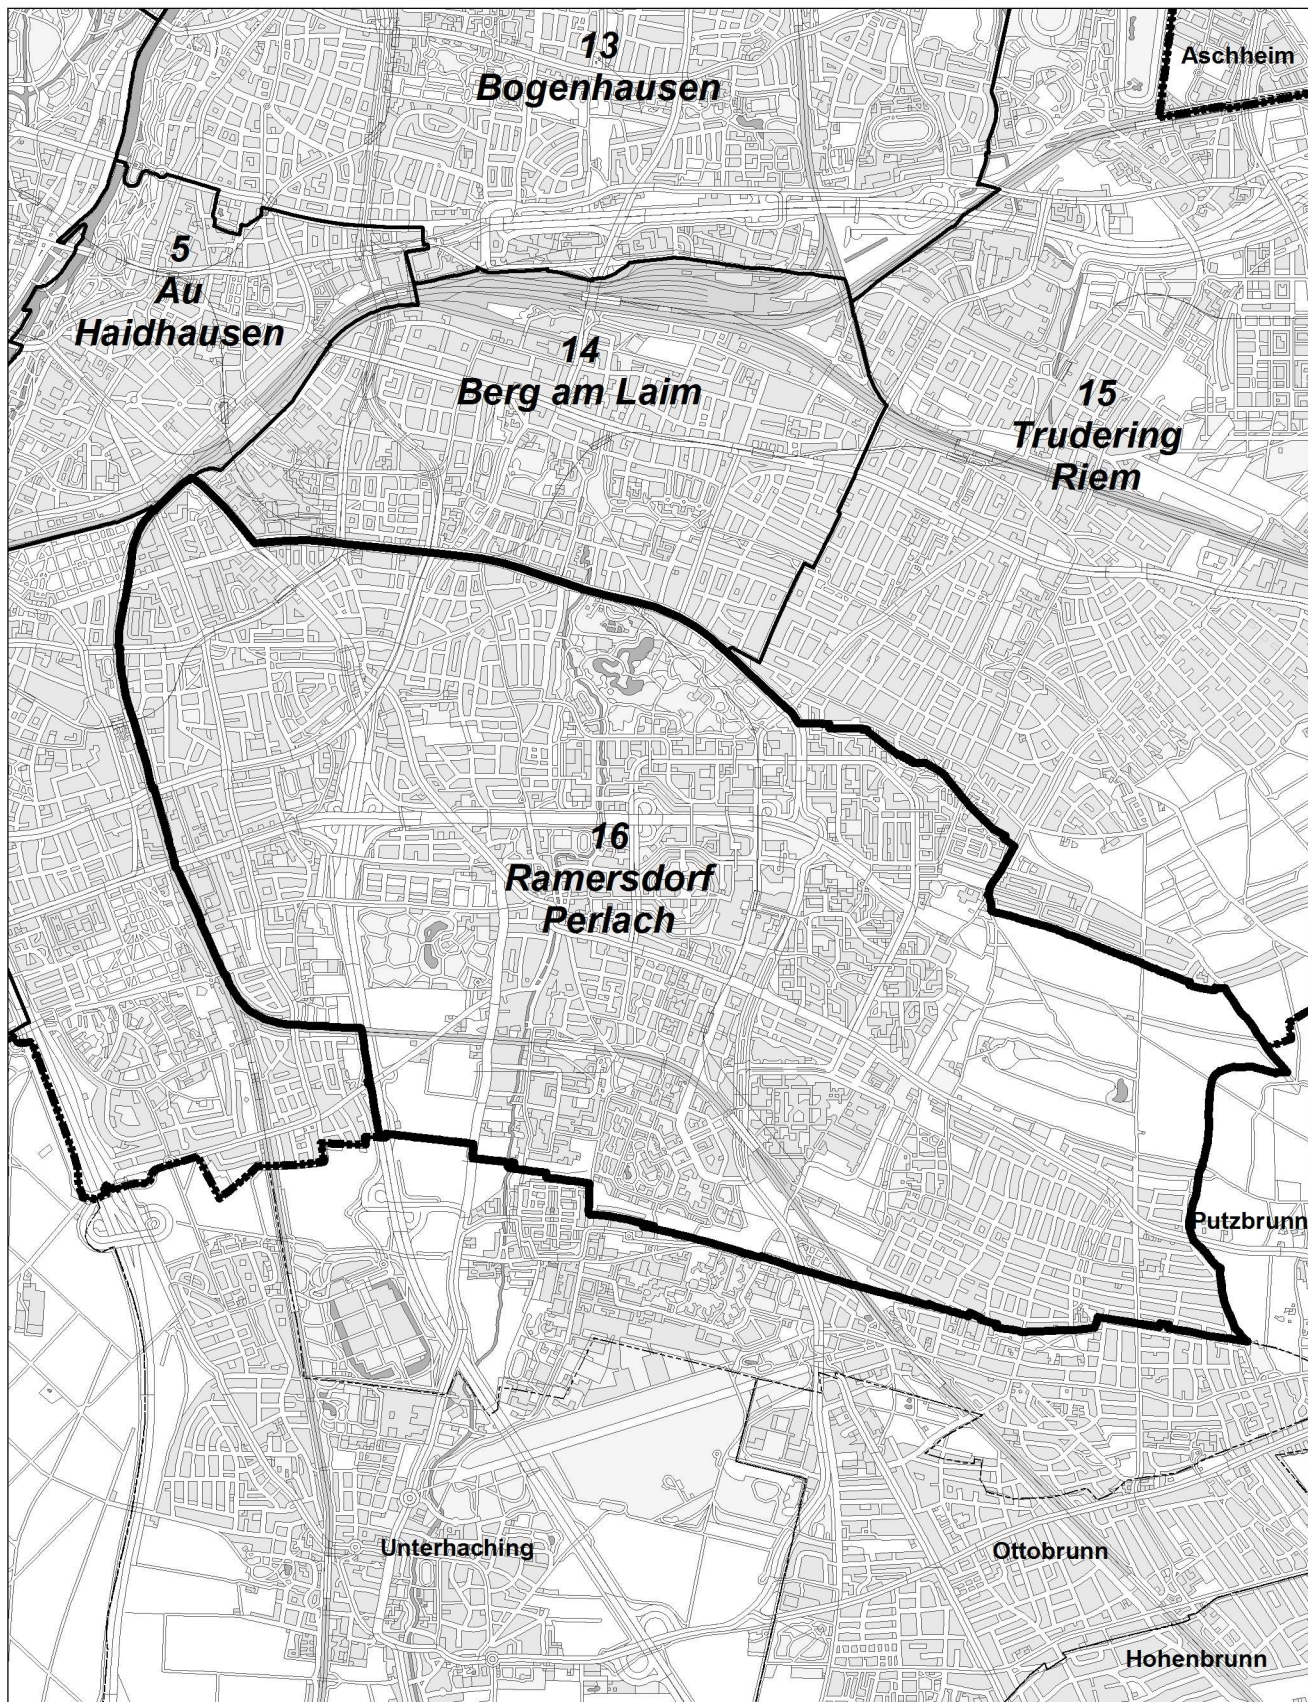 13
Bogenhausen
Aschheim
5
Au
Haidhausen
14
Berg am Laim
15
Trudering
Riem
16
Ramersdorf
Perlach
Putzbrunn
Unterhaching
Ottobrunn
Hohenbrunn